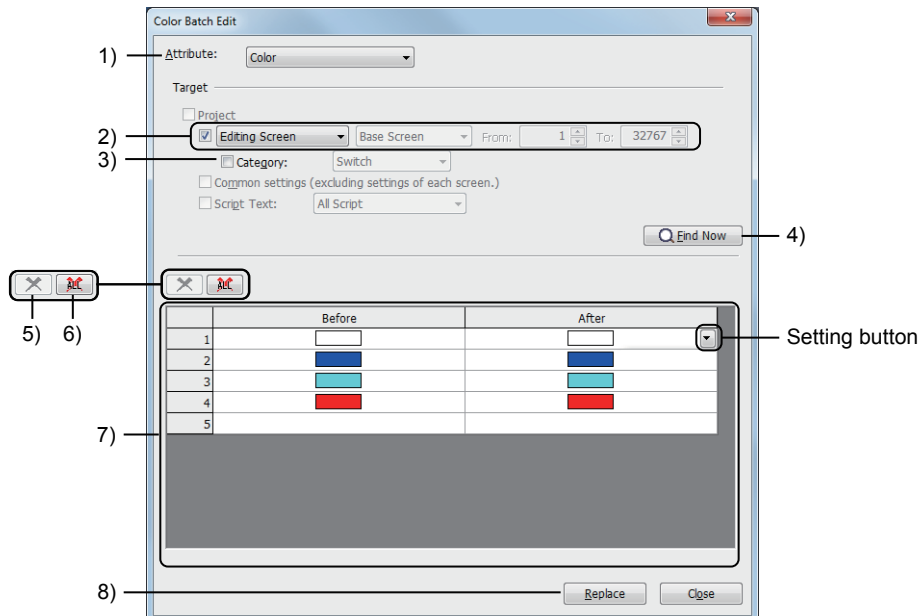 Color Batch Edit
1) Attribute: Color
Target
Project
2) Editing Screen Base Screen From: 1 To: 32767
3) Category: Switch
Common settings (excluding settings of each screen.)
Script Text: All Script
Find Now 4)
ALL ALL
5) 6)
Before After
1 Setting button
2
3
4
5
7)
8) Replace Close